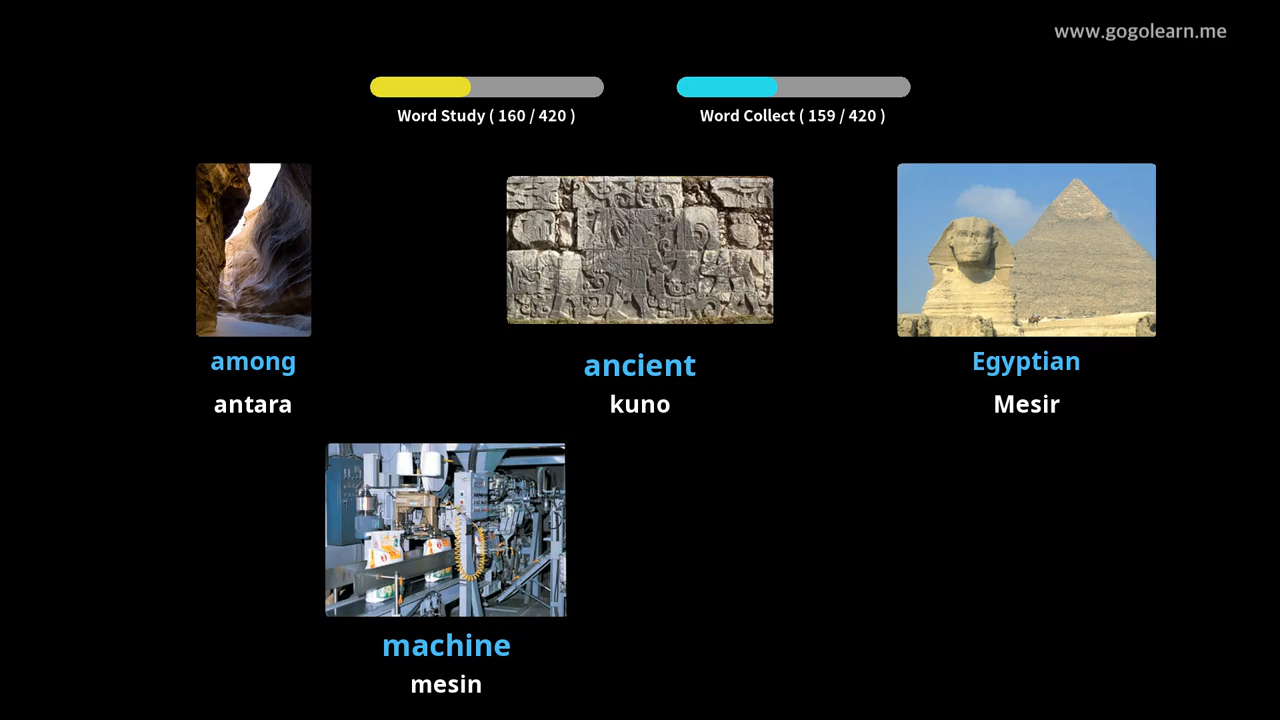 www.gogolearn.me
Word Study ( 160 / 420 )
Word Collect ( 159 / 420 )
among
ancient
Egyptian
antara
kuno
Mesir
machine
mesin